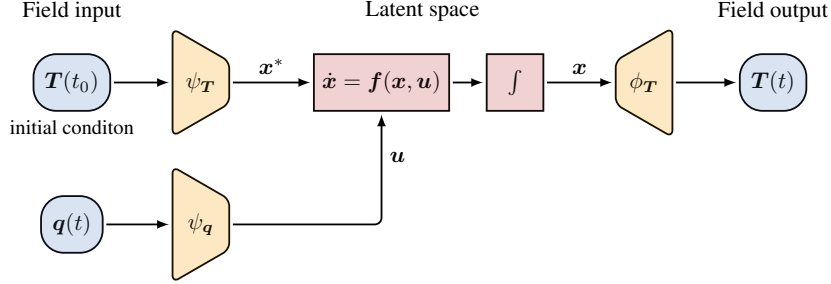 Field input
Latent space
Field output
T(t₀)
ψ_T
x*
ẋ = f(x, u)
∫
x
ϕ_T
T(t)
initial conditon
u
q(t)
ψ_q